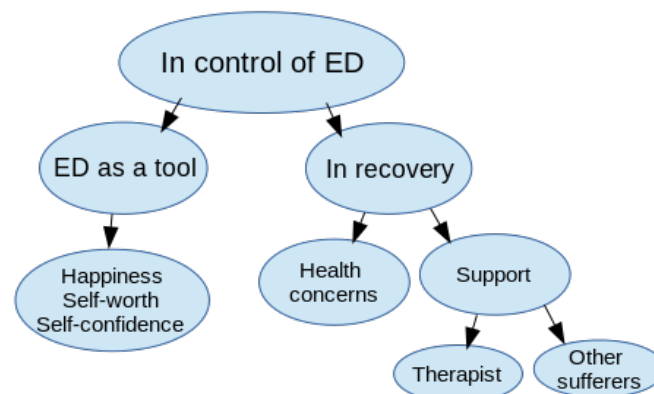 In control of ED
ED as a tool
In recovery
Happiness
Self-worth
Self-confidence
Health
concerns
Support
Therapist
Other
sufferers